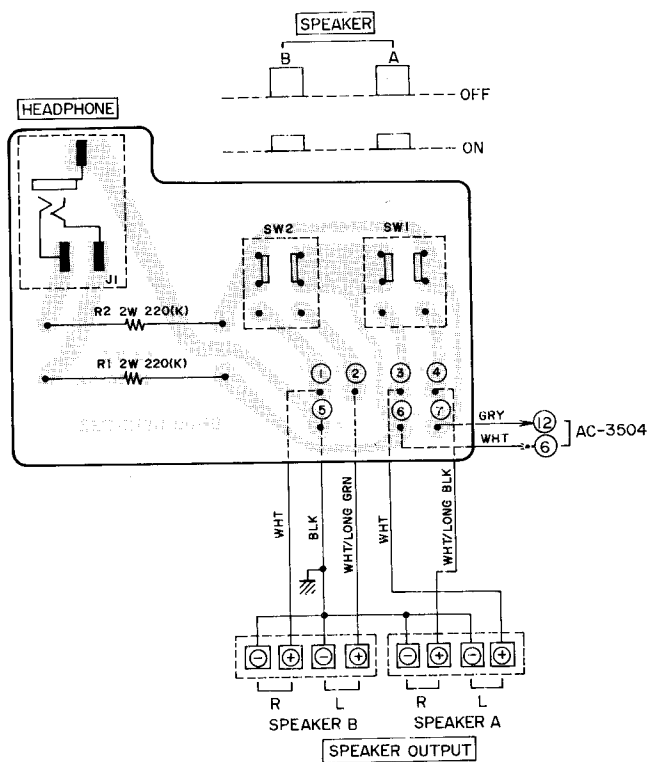 SPEAKER
B A
OFF
HEADPHONE
ON
SW2 SW1
J1
R2 2W 220(K)
R1 2W 220(K)
1 2 3 4
5 6 7
GRY 12
WHT 6
AC-3504
WHT
BLK
WHT/LONG GRN
WHT
WHT/LONG BLK
− + − + − + − +
R L R L
SPEAKER B SPEAKER A
SPEAKER OUTPUT